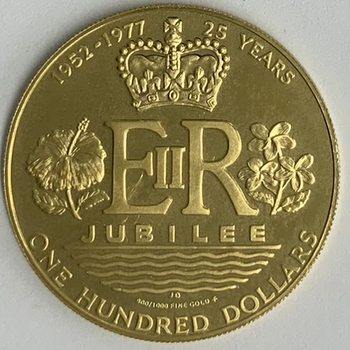 1952-1977 25 YEARS
EIIR
JUBILEE
900/1000 FINE GOLD
ONE HUNDRED DOLLARS